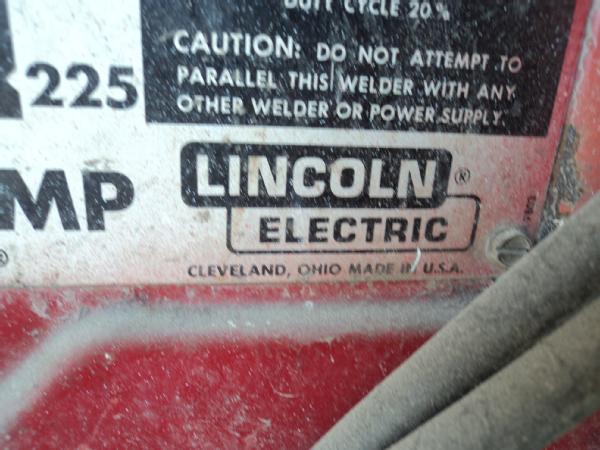 DUTY CYCLE 20%
CAUTION: DO NOT ATTEMPT TO
PARALLEL THIS WELDER WITH ANY
OTHER WELDER OR POWER SUPPLY.
225
MP
LINCOLN ®
ELECTRIC
CLEVELAND, OHIO MADE IN U.S.A.
®